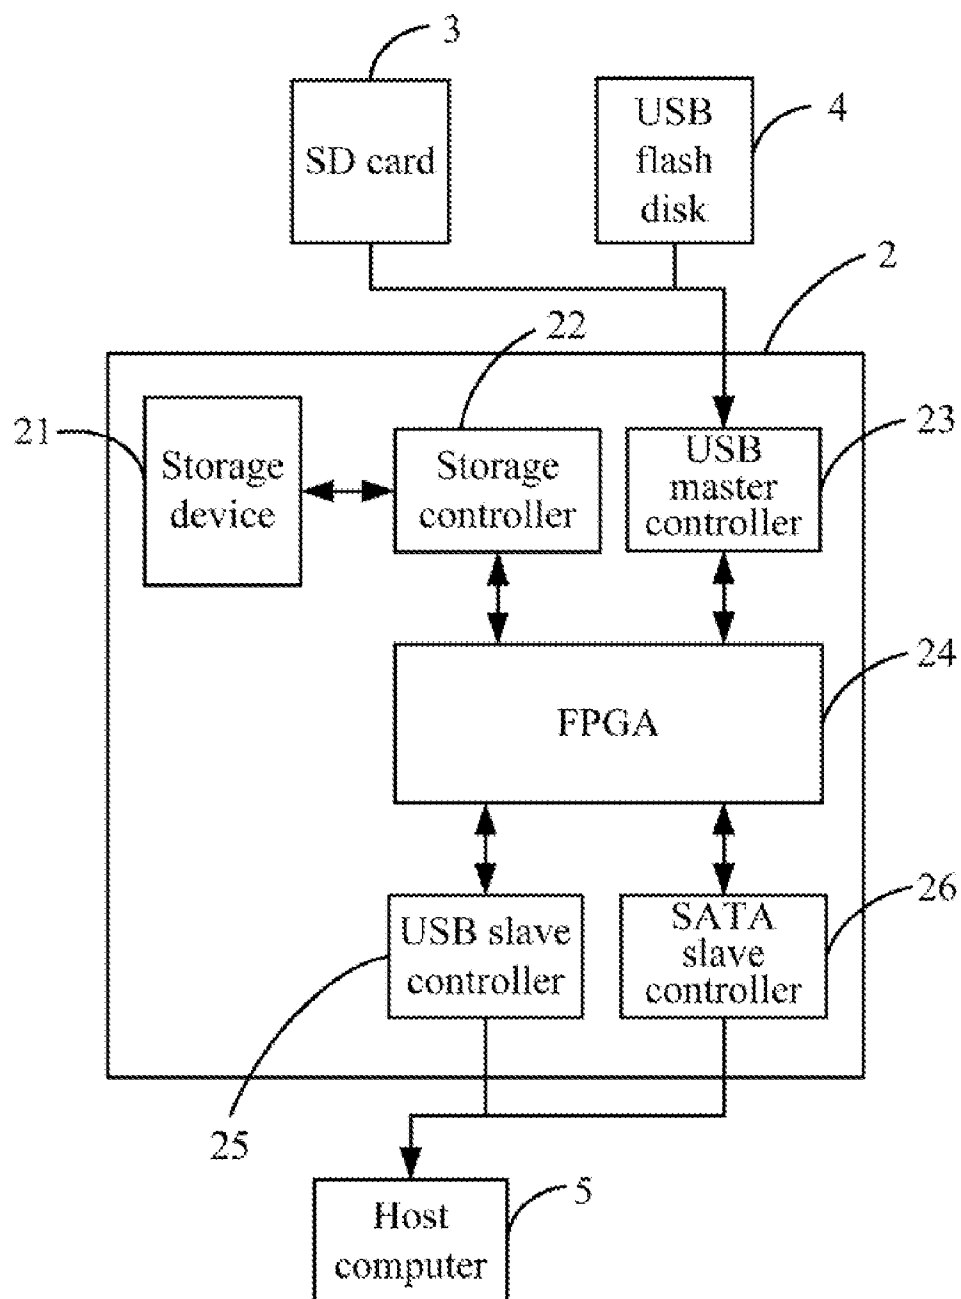 3
SD card
USB
flash
disk
4
2
22
21
Storage
device
Storage
controller
USB
master
controller
23
FPGA
24
USB slave
controller
SATA
slave
controller
26
25
Host
computer
5